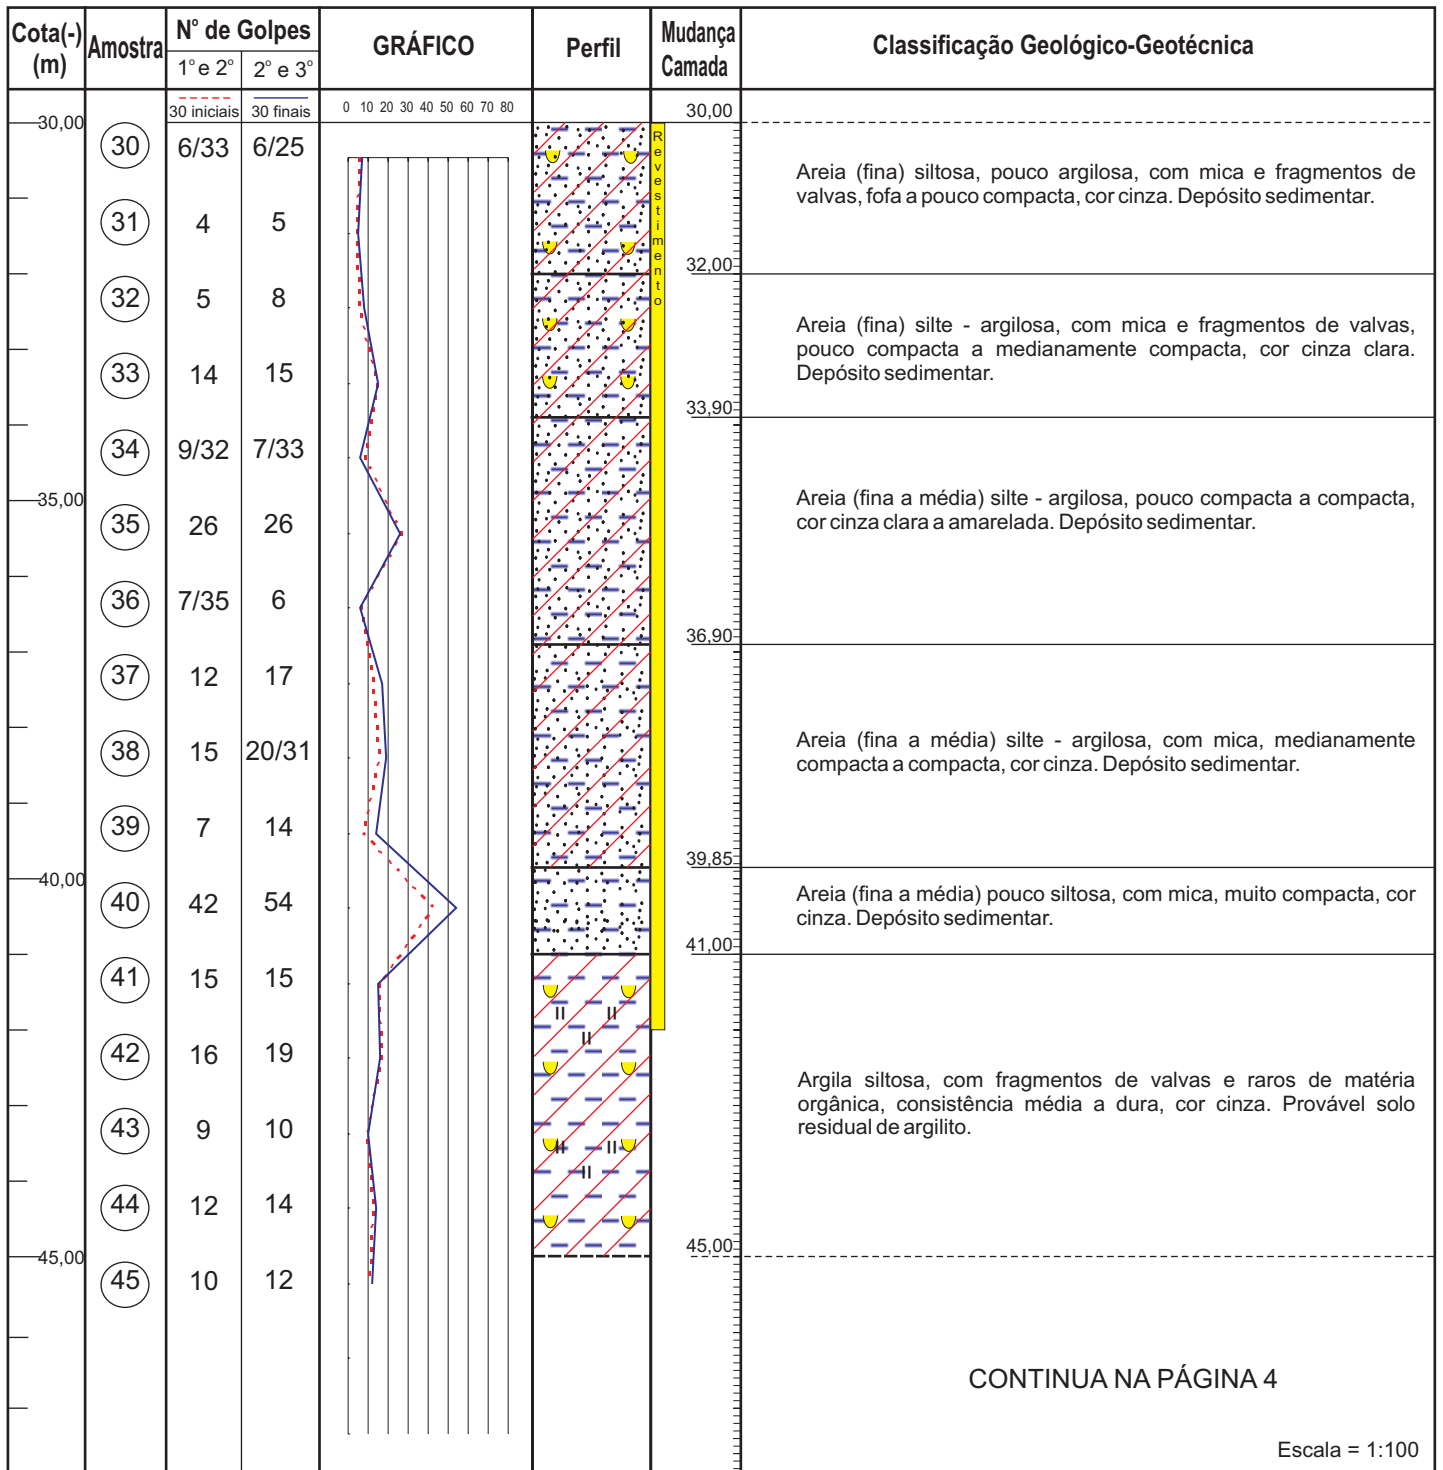 Cota(-)
(m)
Amostra
N° de Golpes
1° e 2°
2° e 3°
GRÁFICO
Perfil
Mudança
Camada
Classificação Geológico-Geotécnica
30 iniciais
30 finais
0 10 20 30 40 50 60 70 80
30,00
30,00
30 6/33 6/25
Revestimento
Areia (fina) siltosa, pouco argilosa, com mica e fragmentos de
valvas, fofa a pouco compacta, cor cinza. Depósito sedimentar.
31 4 5
32,00
32 5 8
Areia (fina) silte - argilosa, com mica e fragmentos de valvas,
pouco compacta a medianamente compacta, cor cinza clara.
Depósito sedimentar.
33 14 15
33,90
34 9/32 7/33
35,00
Areia (fina a média) silte - argilosa, pouco compacta a compacta,
cor cinza clara a amarelada. Depósito sedimentar.
35 26 26
36 7/35 6
36,90
37 12 17
38 15 20/31
Areia (fina a média) silte - argilosa, com mica, medianamente
compacta a compacta, cor cinza. Depósito sedimentar.
39 7 14
39,85
40,00
40 42 54
Areia (fina a média) pouco siltosa, com mica, muito compacta, cor
cinza. Depósito sedimentar.
41,00
41 15 15
42 16 19
Argila siltosa, com fragmentos de valvas e raros de matéria
orgânica, consistência média a dura, cor cinza. Provável solo
residual de argilito.
43 9 10
44 12 14
45,00
45,00
45 10 12
CONTINUA NA PÁGINA 4
Escala = 1:100